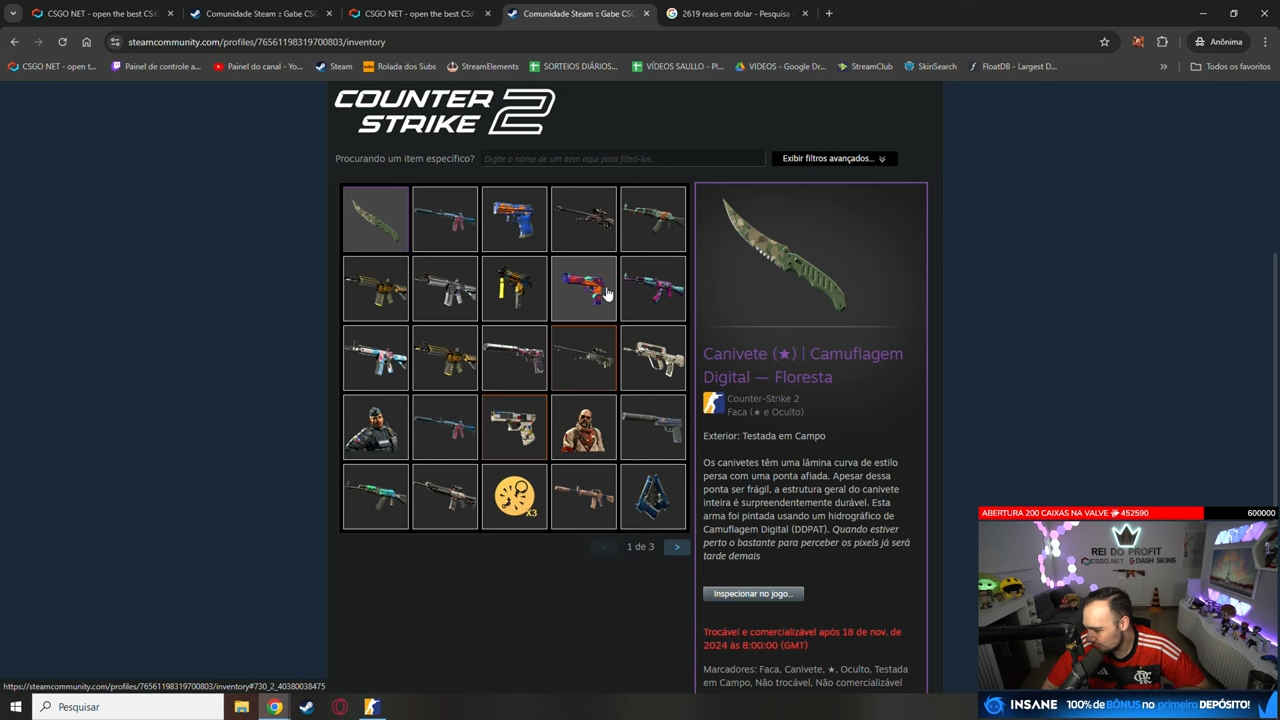 CSGO NET - open the best CS:
Comunidade Steam :: Gabe CSG
CSGO NET - open the best CS:
Comunidade Steam :: Gabe CSG
2619 reais em dolar - Pesquisa
steamcommunity.com/profiles/76561198319700803/inventory
Anônima
CSGO NET - open t...
Painel de controle a...
Painel do canal - Yo...
Steam
Rolada dos Subs
StreamElements
SORTEIOS DIÁRIOS...
VÍDEOS SAULLO - PL...
VIDEOS - Google Dr...
StreamClub
SkinSearch
FloatDB - Largest D...
Todos os favoritos
COUNTER
STRIKE 2
Procurando um item específico?
Digite o nome de um item aqui para filtrá-los
Exibir filtros avançados...
X3
1 de 3
Canivete (★) | Camuflagem
Digital — Floresta
Counter-Strike 2
Faca (★ e Oculto)
Exterior: Testada em Campo
Os canivetes têm uma lâmina curva de estilo
persa com uma ponta afiada. Apesar dessa
ponta ser frágil, a estrutura geral do canivete
inteira é surpreendentemente durável. Esta
arma foi pintada usando um hidrográfico de
Camuflagem Digital (DDPAT). Quando estiver
perto o bastante para perceber os pixels já será
tarde demais
Inspecionar no jogo...
Trocável e comercializável após 18 de nov. de
2024 às 8:00:00 (GMT)
Marcadores: Faca, Canivete, ★, Oculto, Testada
em Campo, Não trocável, Não comercializável
https://steamcommunity.com/profiles/76561198319700803/inventory#730_2_40380038475
ABERTURA 200 CAIXAS NA VALVE 452590
600000
REI DO PROFIT
CSGO.NET
DASH SKINS
CRF
INSANE
100% de BÔNUS no primeiro DEPÓSITO!
Pesquisar